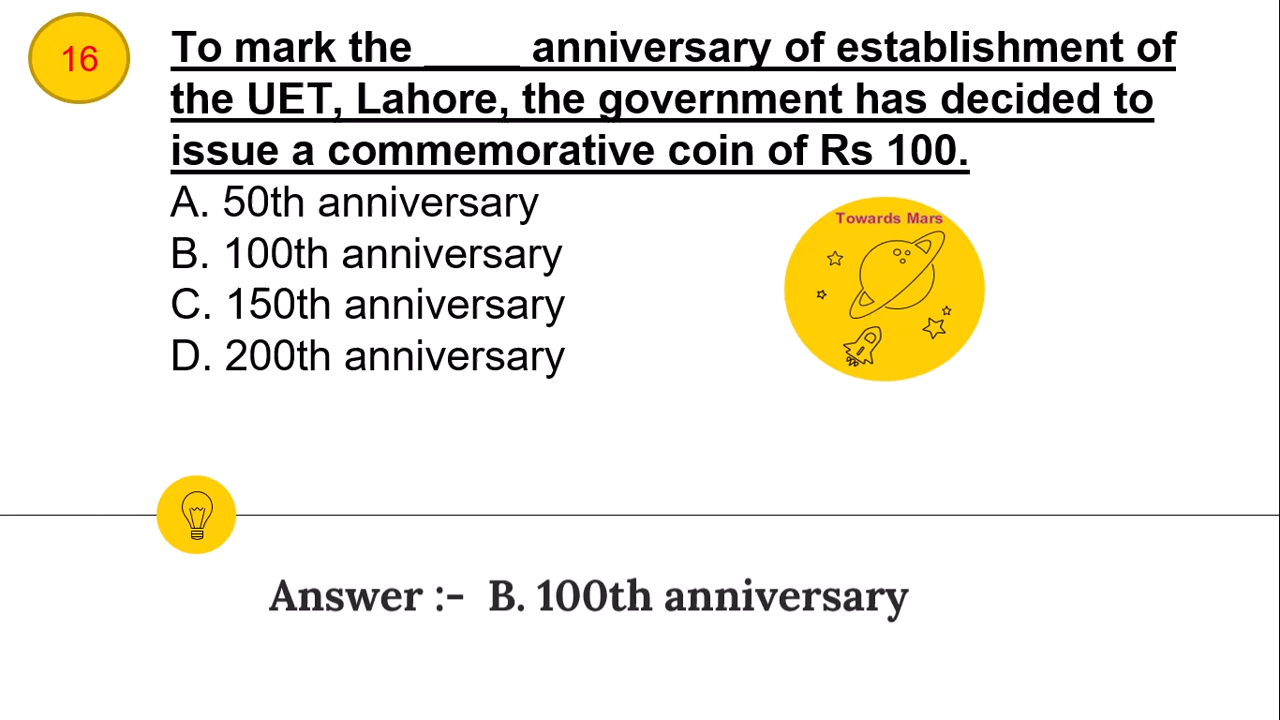 16
To mark the ____ anniversary of establishment of
the UET, Lahore, the government has decided to
issue a commemorative coin of Rs 100.
A. 50th anniversary
B. 100th anniversary
C. 150th anniversary
D. 200th anniversary
Towards Mars
Answer :- B. 100th anniversary